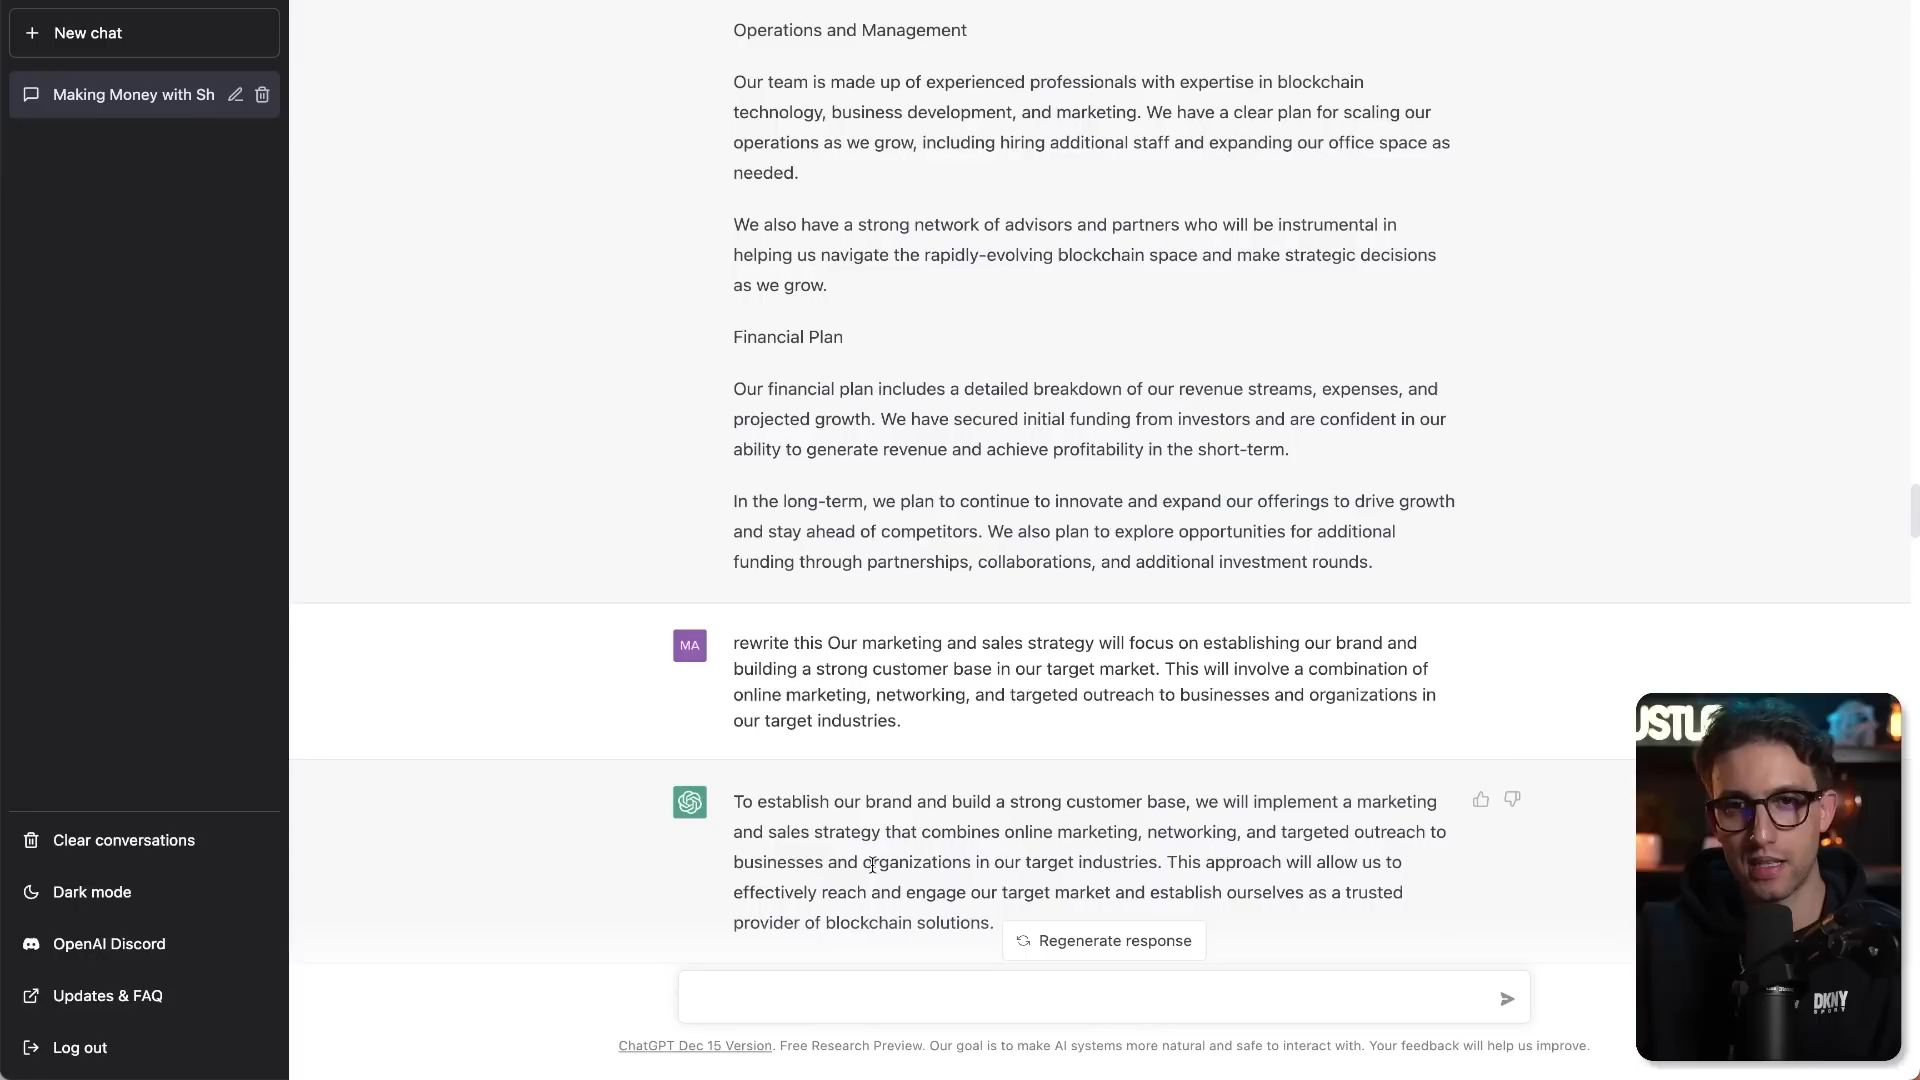 New chat
Making Money with Sh
Operations and Management
Our team is made up of experienced professionals with expertise in blockchain
technology, business development, and marketing. We have a clear plan for scaling our
operations as we grow, including hiring additional staff and expanding our office space as
needed.
We also have a strong network of advisors and partners who will be instrumental in
helping us navigate the rapidly-evolving blockchain space and make strategic decisions
as we grow.
Financial Plan
Our financial plan includes a detailed breakdown of our revenue streams, expenses, and
projected growth. We have secured initial funding from investors and are confident in our
ability to generate revenue and achieve profitability in the short-term.
In the long-term, we plan to continue to innovate and expand our offerings to drive growth
and stay ahead of competitors. We also plan to explore opportunities for additional
funding through partnerships, collaborations, and additional investment rounds.
MA
rewrite this Our marketing and sales strategy will focus on establishing our brand and
building a strong customer base in our target market. This will involve a combination of
online marketing, networking, and targeted outreach to businesses and organizations in
our target industries.
To establish our brand and build a strong customer base, we will implement a marketing
and sales strategy that combines online marketing, networking, and targeted outreach to
businesses and organizations in our target industries. This approach will allow us to
effectively reach and engage our target market and establish ourselves as a trusted
provider of blockchain solutions.
Regenerate response
Clear conversations
Dark mode
OpenAI Discord
Updates & FAQ
Log out
ChatGPT Dec 15 Version. Free Research Preview. Our goal is to make AI systems more natural and safe to interact with. Your feedback will help us improve.
USTL
DKNY
SPORT